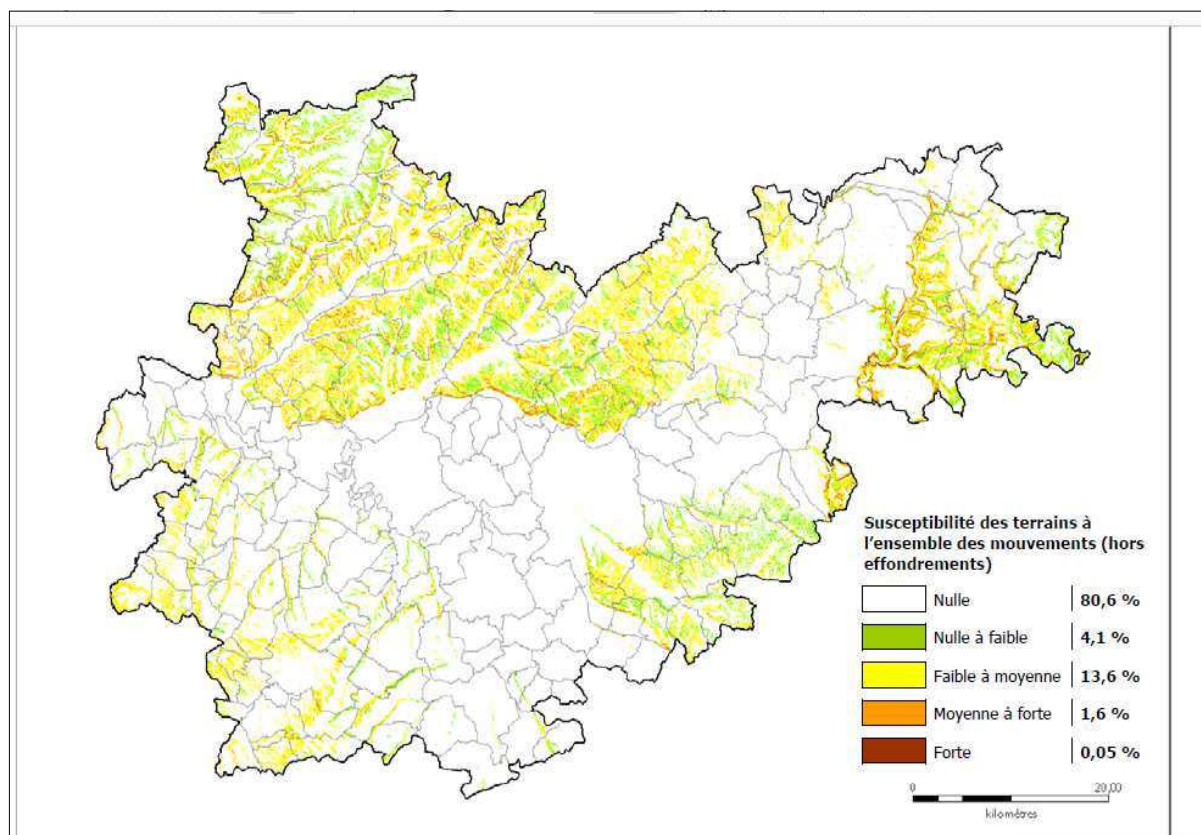 Susceptibilité des terrains à
l'ensemble des mouvements (hors
effondrements)
Nulle 80,6 %
Nulle à faible 4,1 %
Faible à moyenne 13,6 %
Moyenne à forte 1,6 %
Forte 0,05 %
0 20,00
kilomètres